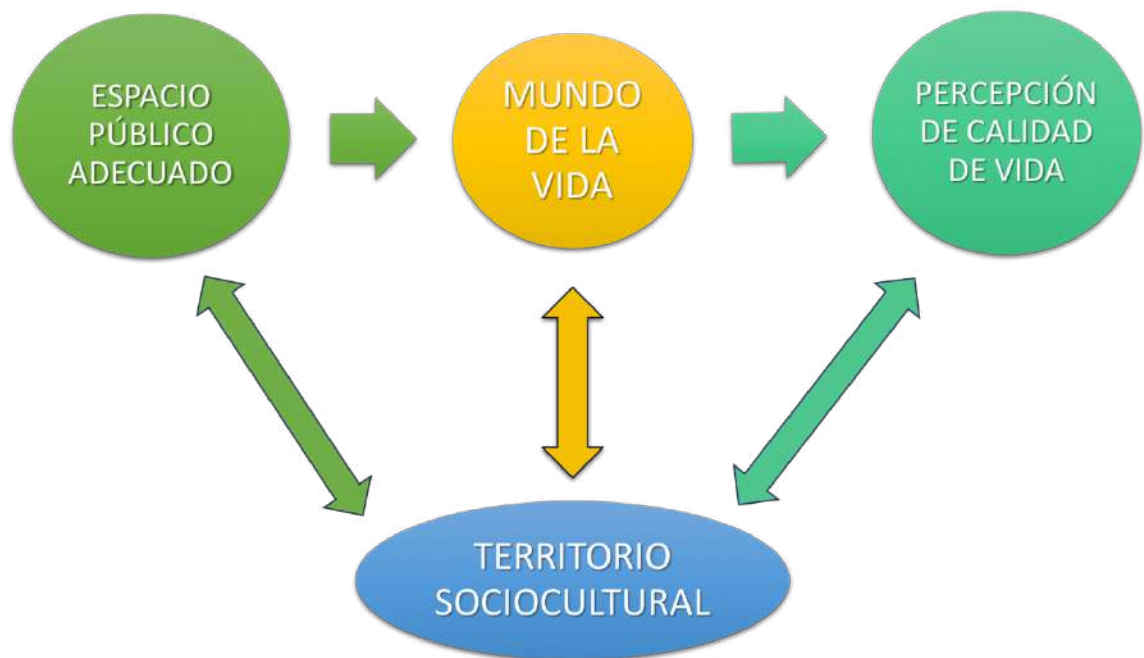 ESPACIO
PÚBLICO
ADECUADO
MUNDO
DE LA
VIDA
PERCEPCIÓN
DE CALIDAD
DE VIDA
TERRITORIO
SOCIOCULTURAL